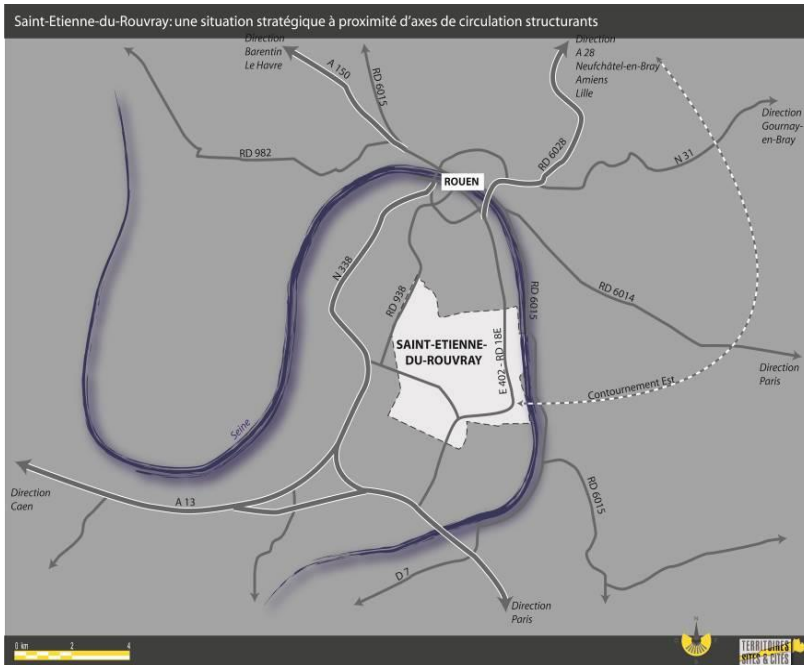 Saint-Etienne-du-Rouvray: une situation stratégique à proximité d'axes de circulation structurants
Direction
Barentin
Le Havre
A 150
RD 6015
Direction
A 28
Neufchâtel-en-Bray
Amiens
Lille
Direction
Gournay-
en-Bray
RD 982
RD 6028
N 31
ROUEN
N 338
RD 938
RD 6015
RD 6014
SAINT-ETIENNE-
DU-ROUVRAY
E 402 - RD 18E
Direction
Paris
Contournement Est
Seine
Direction
Caen
A 13
RD 6015
D 7
Direction
Paris
0 km 2 4
N
TERRITOIRES
SITES & CITÉS